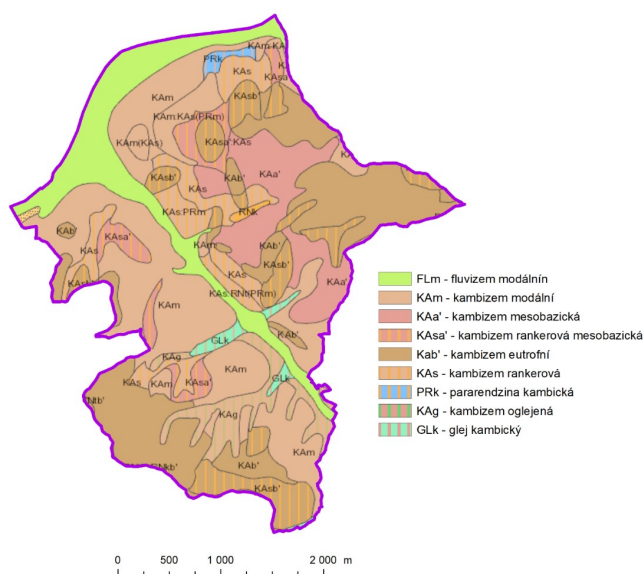 KAm
PRk
KAs
KAsa
KAm
KAsb'
KAm:KAs(PRm)
KAm(KAs)
KAsa'
KAs
KAsb'
KAs
KAb'
KAa'
KAs:PRm
RNk
KAb'
KAs
KAsa'
KAm
KAb'
KAs
KAsb'
KAa'
KAs:RNt(PRm)
KAm
KAb'
GLk
KAg
KAm
GLk
KAs
KAm
KAsa'
KAg
KAm
KAb'
KAsb'
FLm - fluvizem modálnín
KAm - kambizem modální
KAa' - kambizem mesobazická
KAsa' - kambizem rankerová mesobazická
Kab' - kambizem eutrofní
KAs - kambizem rankerová
PRk - pararendzina kambická
KAg - kambizem oglejená
GLk - glej kambický
0 500 1 000 2 000 m